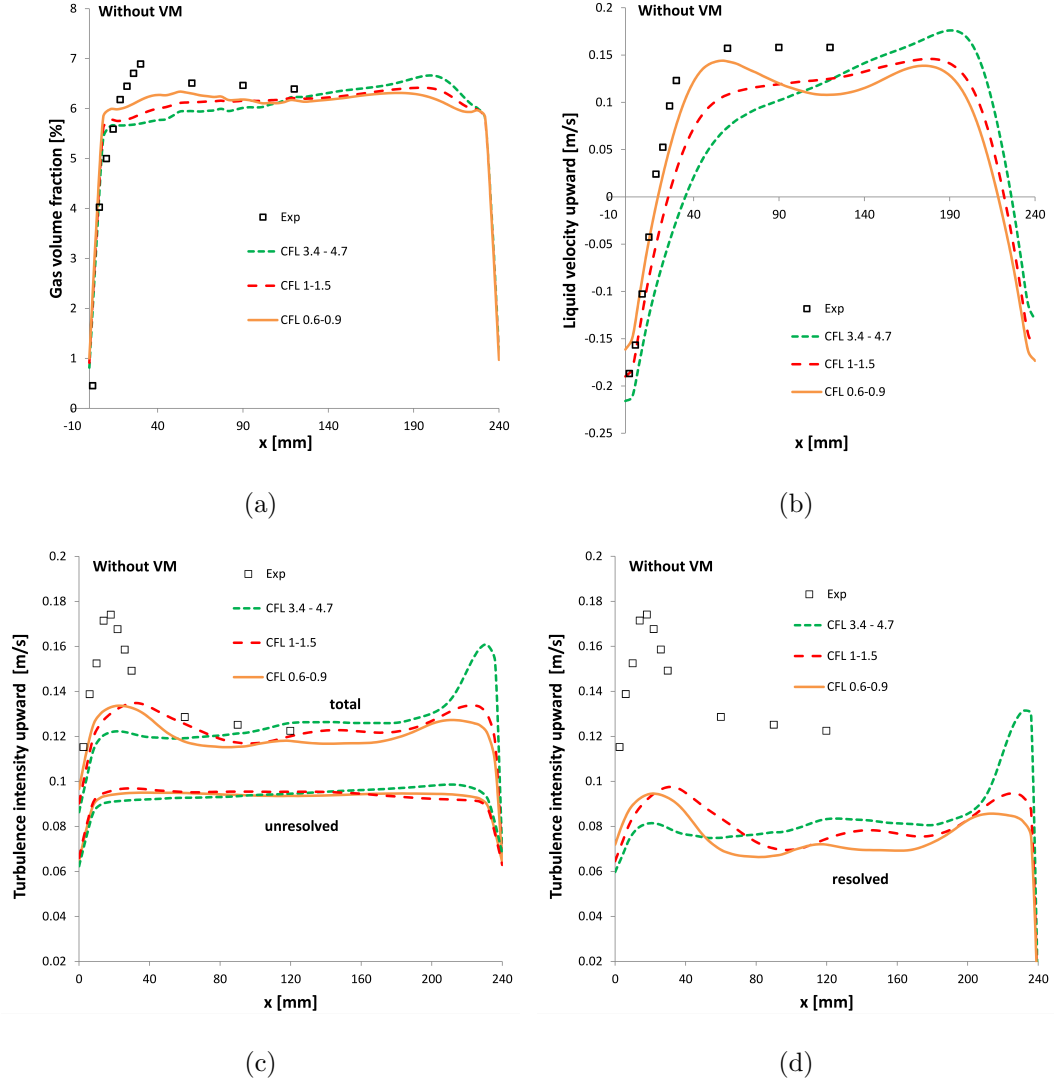 Without VM
Gas volume fraction [%]
8
7
6
5
4
3
2
1
0
Exp
CFL 3.4 - 4.7
CFL 1-1.5
CFL 0.6-0.9
-10
40
90
140
190
240
x [mm]
(a)
Without VM
Liquid velocity upward [m/s]
0.2
0.15
0.1
0.05
0
-0.05
-0.1
-0.15
-0.2
-0.25
-10
40
90
140
190
240
Exp
CFL 3.4 - 4.7
CFL 1-1.5
CFL 0.6-0.9
x [mm]
(b)
Without VM
Turbulence intensity upward [m/s]
0.2
0.18
0.16
0.14
0.12
0.1
0.08
0.06
0.04
0.02
Exp
CFL 3.4 - 4.7
CFL 1-1.5
CFL 0.6-0.9
total
unresolved
0
40
80
120
160
200
240
x [mm]
(c)
Without VM
Turbulence intensity upward [m/s]
0.2
0.18
0.16
0.14
0.12
0.1
0.08
0.06
0.04
0.02
Exp
CFL 3.4 - 4.7
CFL 1-1.5
CFL 0.6-0.9
resolved
0
40
80
120
160
200
240
x [mm]
(d)